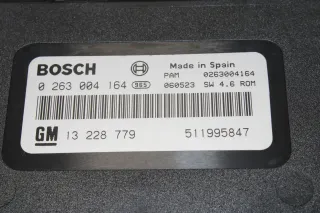 BOSCH Made in Spain
PAM 0263004164
0 263 004 164 985 060523 SW 4.6 ROM
GM 13 228 779 511995847